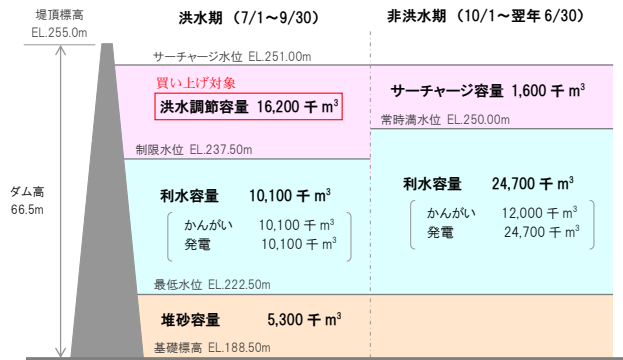 堤頂標高
EL.255.0m
洪水期（7/1～9/30）
非洪水期（10/1～翌年 6/30）
サーチャージ水位 EL.251.00m
買い上げ対象
洪水調節容量 16,200 千 m³
サーチャージ容量 1,600 千 m³
常時満水位 EL.250.00m
制限水位 EL.237.50m
ダム高
66.5m
利水容量 10,100 千 m³
かんがい 10,100 千 m³
発電 10,100 千 m³
利水容量 24,700 千 m³
かんがい 12,000 千 m³
発電 24,700 千 m³
最低水位 EL.222.50m
堆砂容量 5,300 千 m³
基礎標高 EL.188.50m